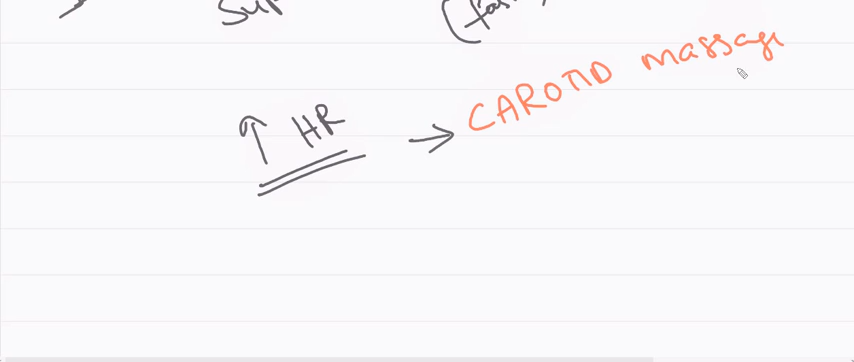 ↑ HR → CAROTID massage